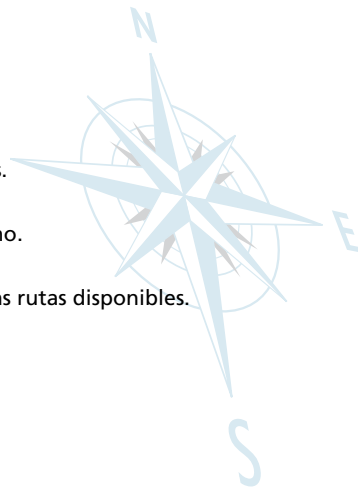 N
s.
E
no.
as rutas disponibles.
S